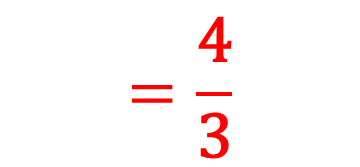 = 4/3